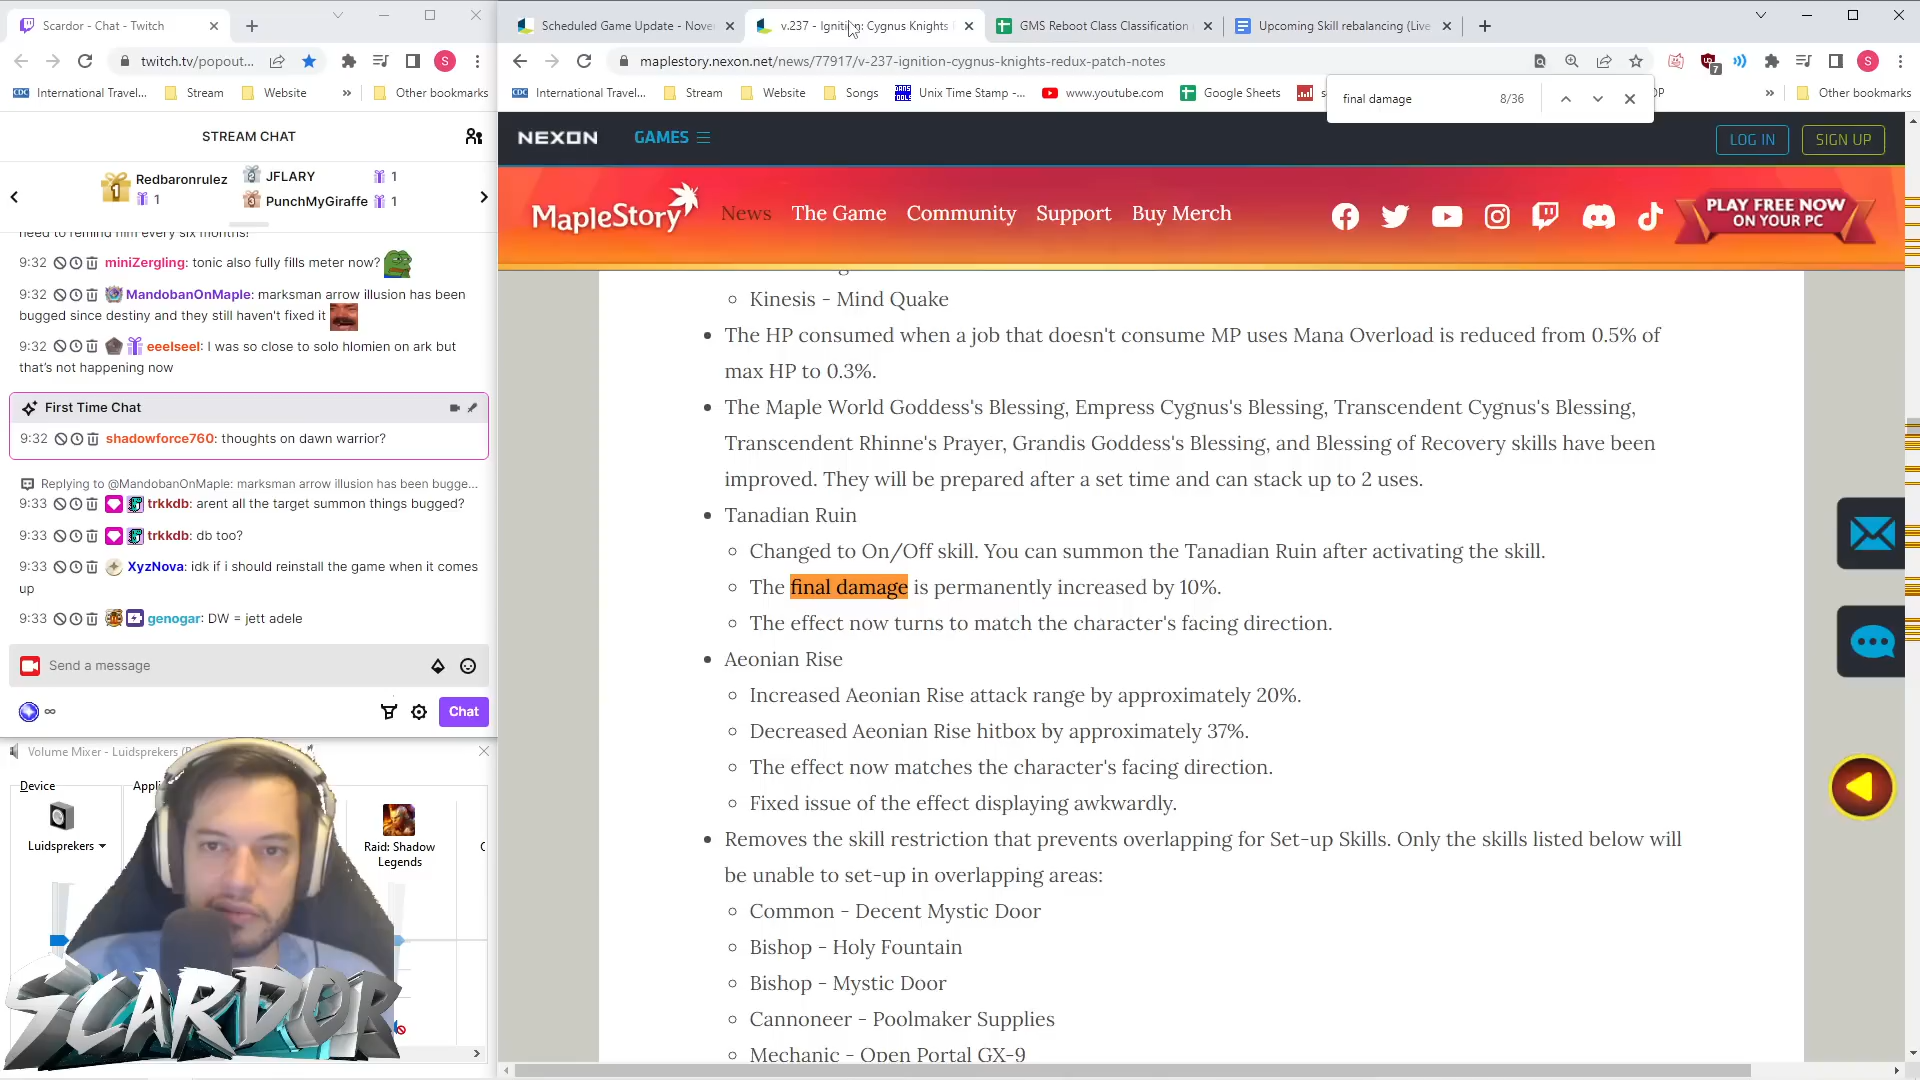 Scardor - Chat - Twitch
twitch.tv/popout...
International Travel...
Stream
Website
»
Other bookmarks
STREAM CHAT
Redbaronrulez
1
1
2
JFLARY
1
3
PunchMyGiraffe
1
need to remind him every six months!
9:32 miniZergling: tonic also fully fills meter now?
9:32 MandobanOnMaple: marksman arrow illusion has been
bugged since destiny and they still haven't fixed it
9:32 eeelseel: I was so close to solo hlomien on ark but
that's not happening now
First Time Chat
9:32 shadowforce760: thoughts on dawn warrior?
Replying to @MandobanOnMaple: marksman arrow illusion has been bugge...
9:33 trkkdb: arent all the target summon things bugged?
9:33 trkkdb: db too?
9:33 XyzNova: idk if i should reinstall the game when it comes
up
9:33 genogar: DW = jett adele
Send a message
∞
Chat
Volume Mixer - Luidsprekers
Device
Appl
Luidsprekers
Raid: Shadow
Legends
SCARDOR
Scheduled Game Update - Nove
v.237 - Ignition: Cygnus Knights
GMS Reboot Class Classification
Upcoming Skill rebalancing (Live
maplestory.nexon.net/news/77917/v-237-ignition-cygnus-knights-redux-patch-notes
S
7
S
International Travel...
Stream
Website
Songs
Unix Time Stamp -...
www.youtube.com
Google Sheets
»
Other bookmarks
final damage
8/36
NEXON
GAMES
LOG IN
SIGN UP
MapleStory
News
The Game
Community
Support
Buy Merch
PLAY FREE NOW
ON YOUR PC
Kinesis - Mind Quake
The HP consumed when a job that doesn't consume MP uses Mana Overload is reduced from 0.5% of
max HP to 0.3%.
The Maple World Goddess's Blessing, Empress Cygnus's Blessing, Transcendent Cygnus's Blessing,
Transcendent Rhinne's Prayer, Grandis Goddess's Blessing, and Blessing of Recovery skills have been
improved. They will be prepared after a set time and can stack up to 2 uses.
Tanadian Ruin
Changed to On/Off skill. You can summon the Tanadian Ruin after activating the skill.
The final damage is permanently increased by 10%.
The effect now turns to match the character's facing direction.
Aeonian Rise
Increased Aeonian Rise attack range by approximately 20%.
Decreased Aeonian Rise hitbox by approximately 37%.
The effect now matches the character's facing direction.
Fixed issue of the effect displaying awkwardly.
Removes the skill restriction that prevents overlapping for Set-up Skills. Only the skills listed below will
be unable to set-up in overlapping areas:
Common - Decent Mystic Door
Bishop - Holy Fountain
Bishop - Mystic Door
Cannoneer - Poolmaker Supplies
Mechanic - Open Portal GX-9